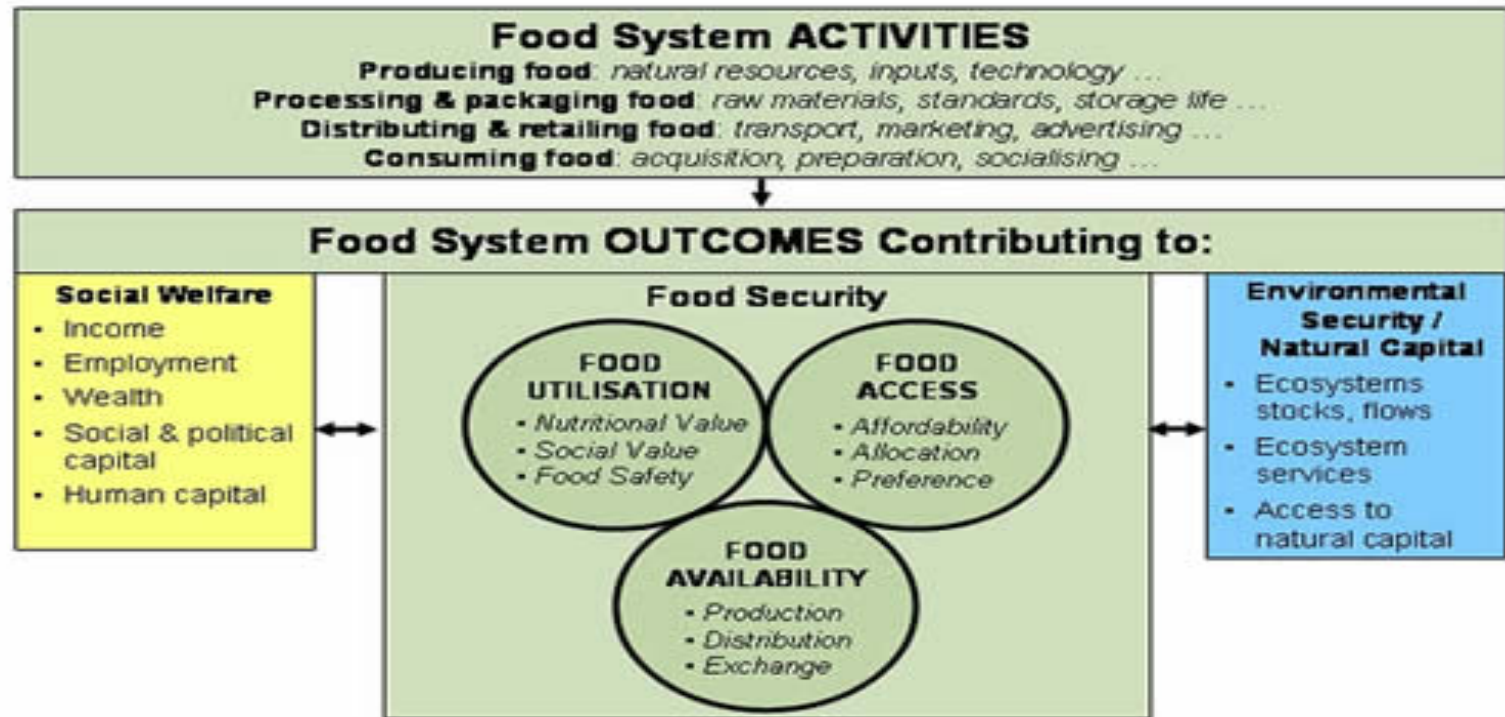 Food System ACTIVITIES
Producing food: natural resources, inputs, technology ...
Processing & packaging food: raw materials, standards, storage life ...
Distributing & retailing food: transport, marketing, advertising ...
Consuming food: acquisition, preparation, socialising ...
Food System OUTCOMES Contributing to:
Social Welfare
• Income
• Employment
• Wealth
• Social & political
capital
• Human capital
Food Security
FOOD
UTILISATION
• Nutritional Value
• Social Value
• Food Safety
FOOD
ACCESS
• Affordability
• Allocation
• Preference
FOOD
AVAILABILITY
• Production
• Distribution
• Exchange
Environmental
Security /
Natural Capital
• Ecosystems
stocks, flows
• Ecosystem
services
• Access to
natural capital